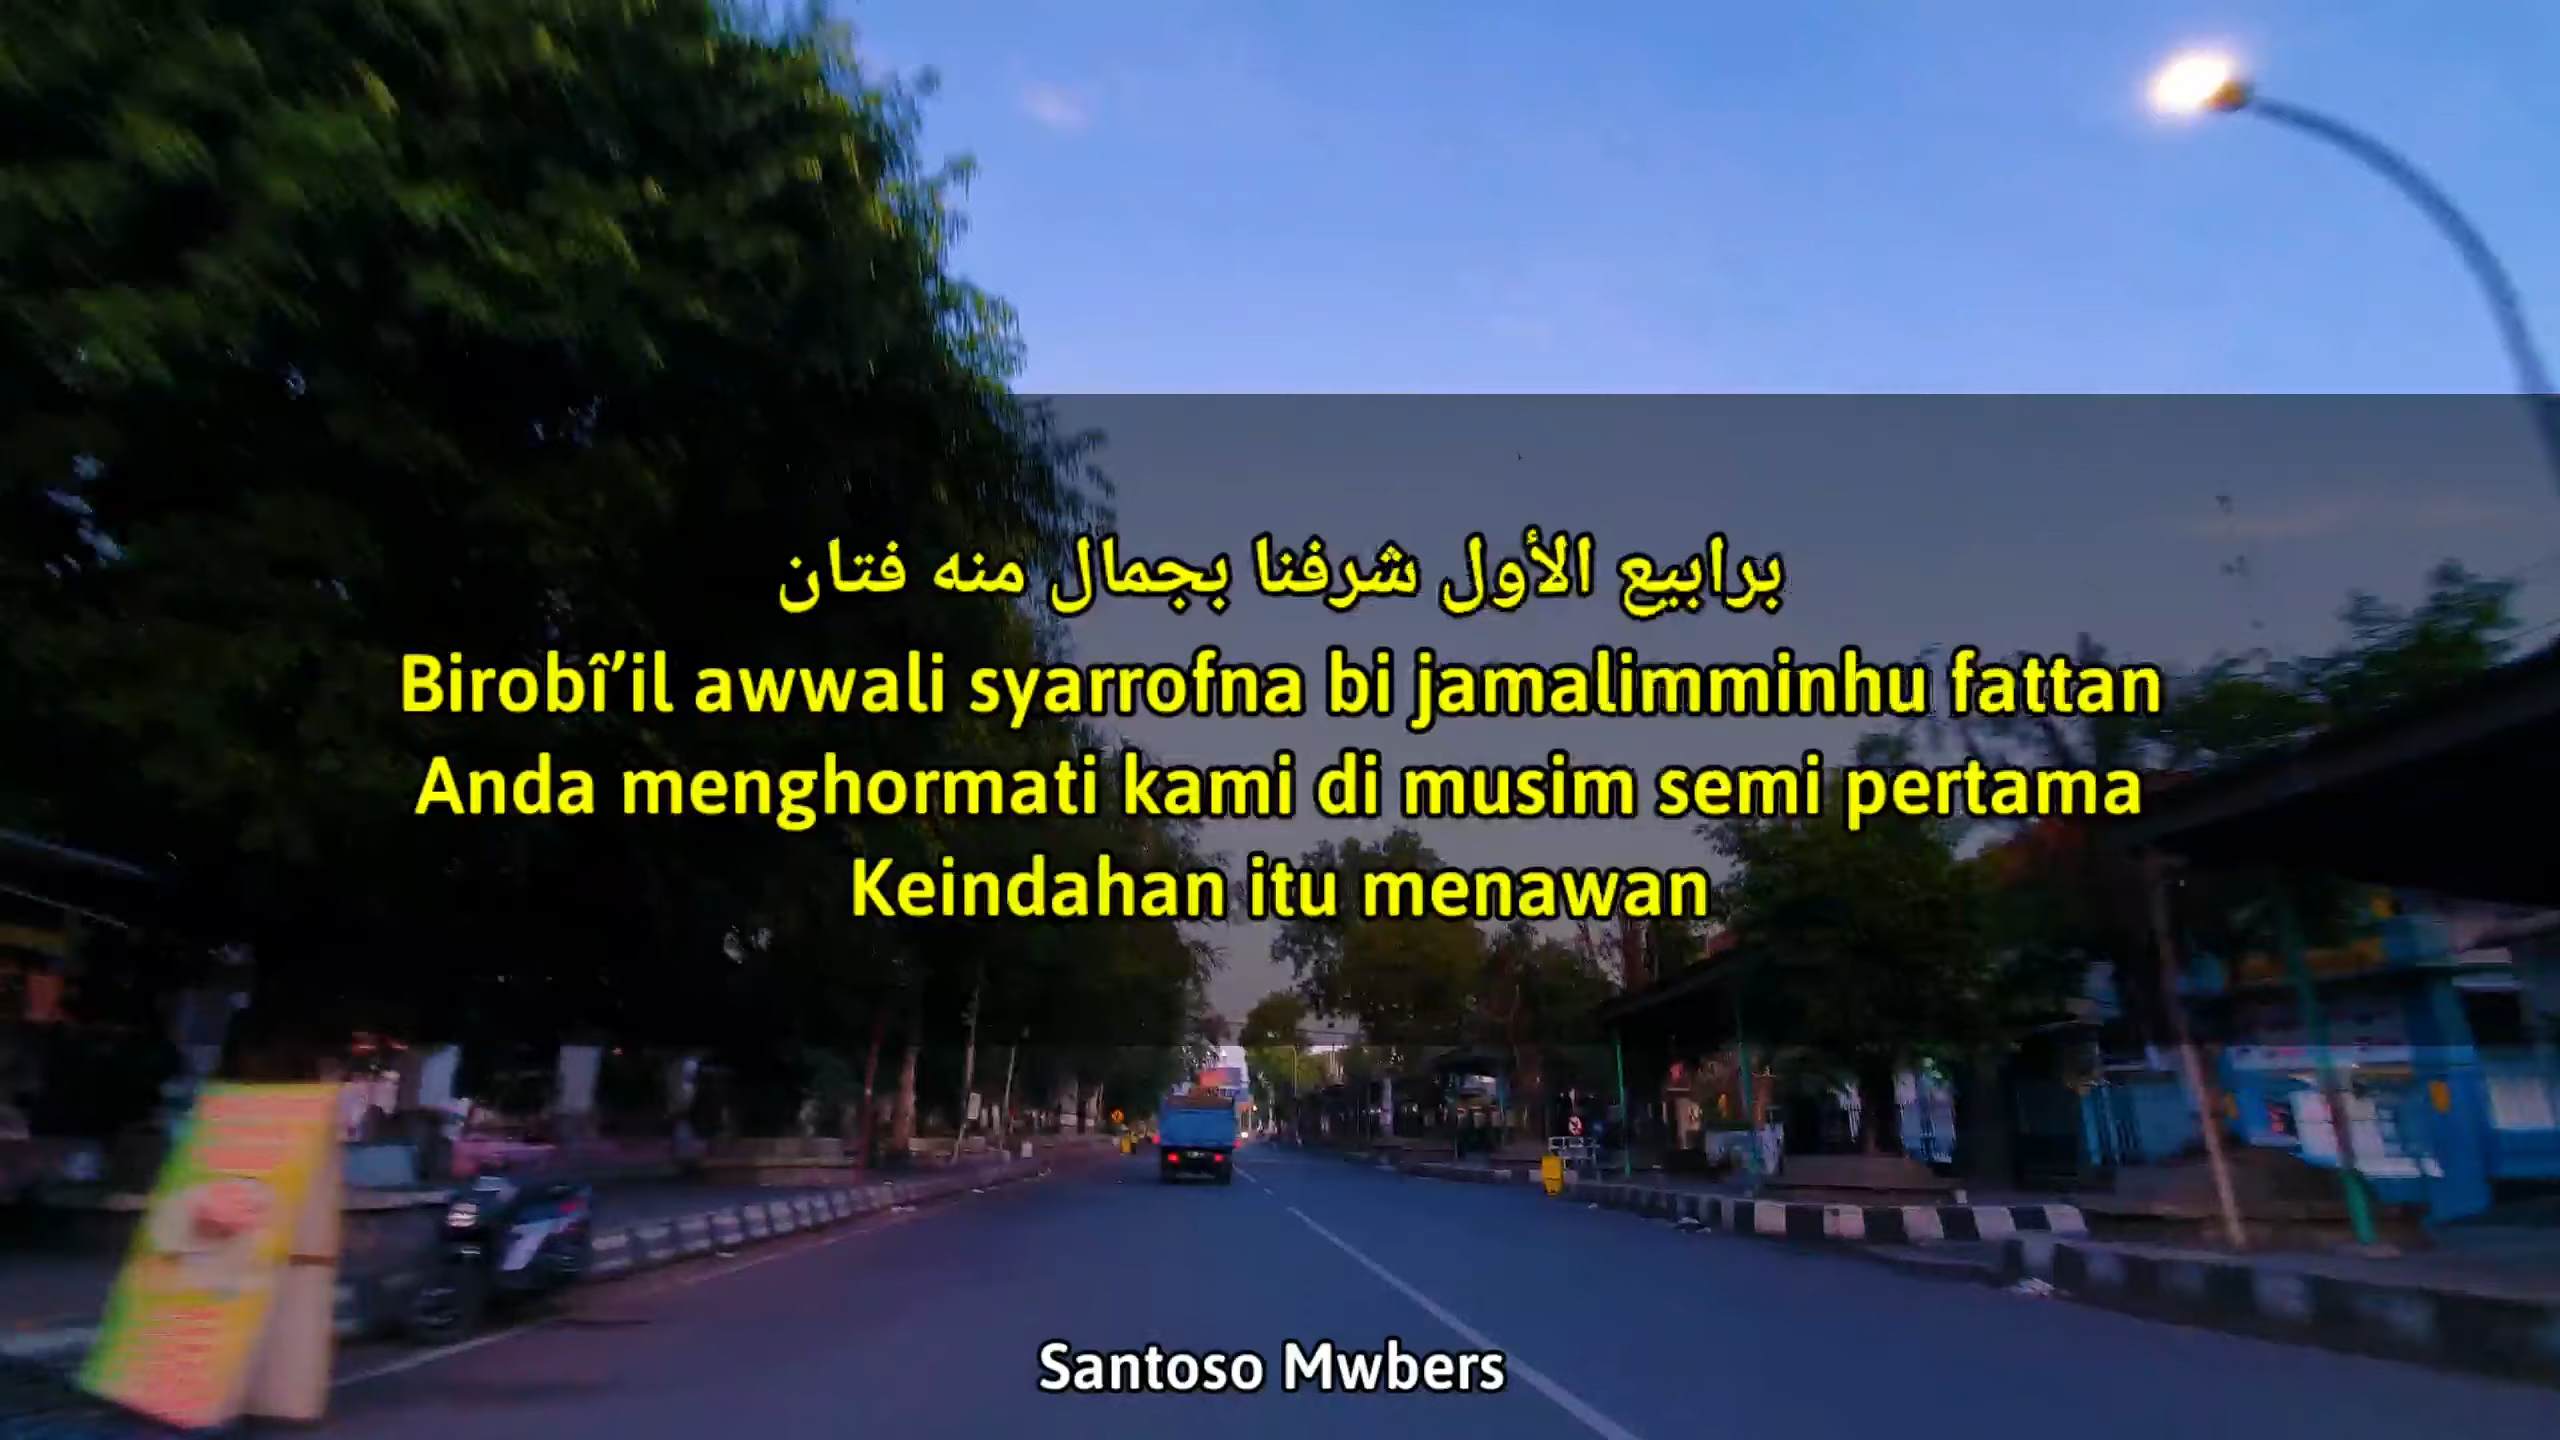 برابيع الأول شرفنا بجمال منه فتان
Birobî’il awwali syarrofna bi jamalimminhu fattan
Anda menghormati kami di musim semi pertama
Keindahan itu menawan
Santoso Mwbers